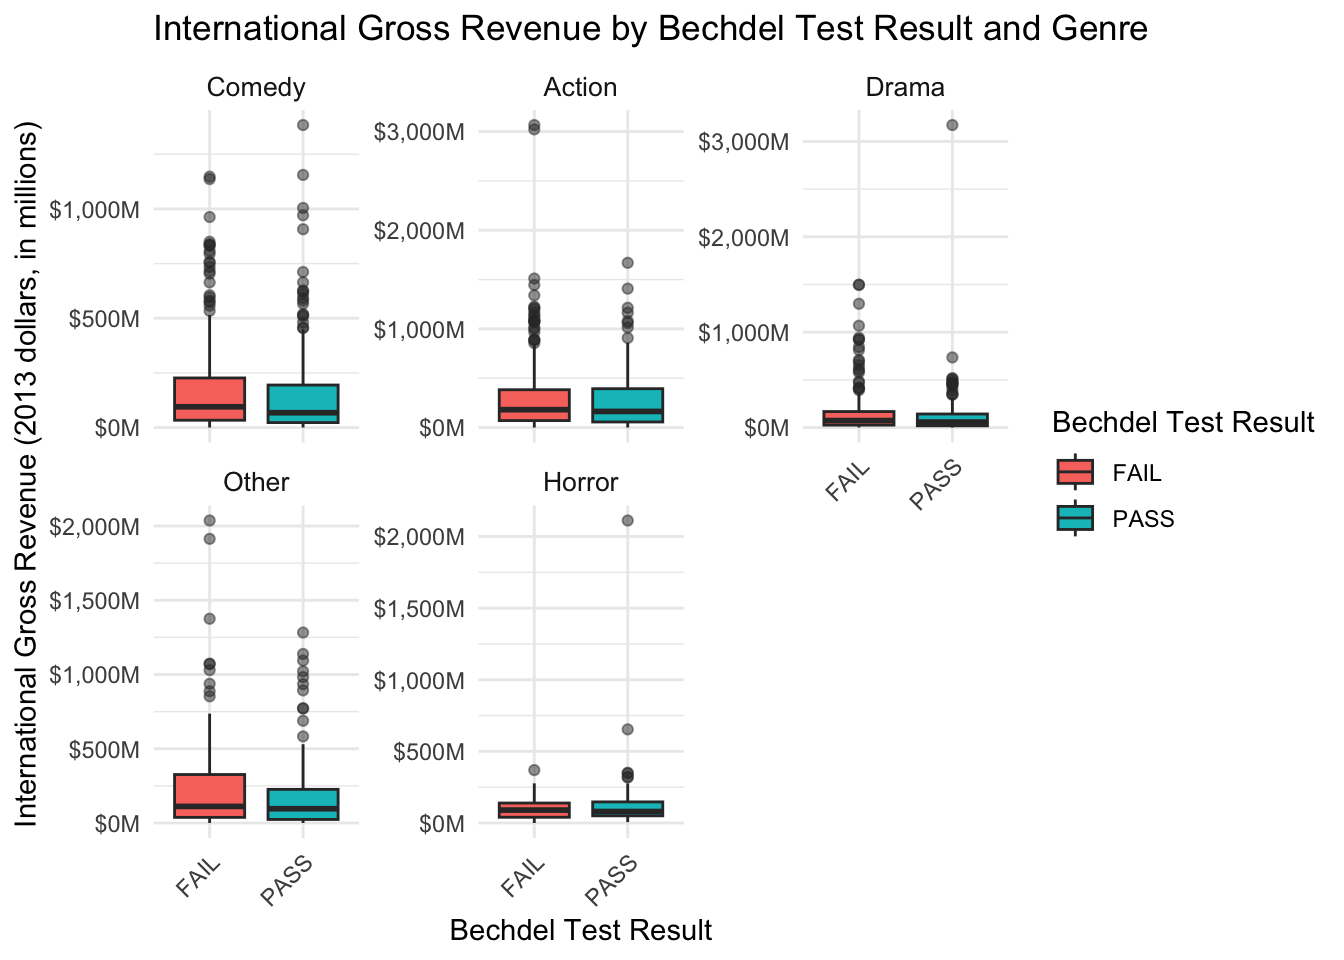 International Gross Revenue by Bechdel Test Result and Genre
International Gross Revenue (2013 dollars, in millions)
Comedy
$1,000M
$500M
$0M
Action
$3,000M
$2,000M
$1,000M
$0M
Drama
$3,000M
$2,000M
$1,000M
$0M
FAIL
PASS
Other
$2,000M
$1,500M
$1,000M
$500M
$0M
FAIL
PASS
Horror
$2,000M
$1,500M
$1,000M
$500M
$0M
FAIL
PASS
Bechdel Test Result
Bechdel Test Result
FAIL
PASS